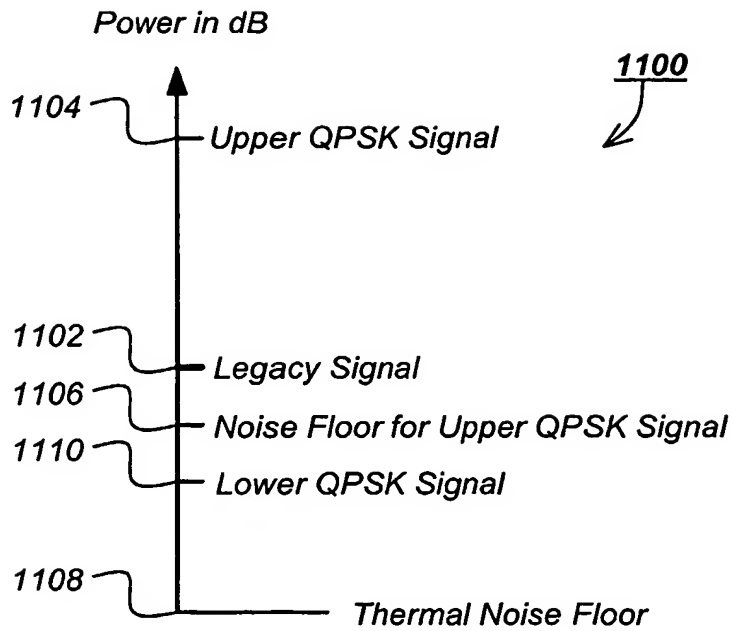 Power in dB
1100
1104
Upper QPSK Signal
1102
Legacy Signal
1106
Noise Floor for Upper QPSK Signal
1110
Lower QPSK Signal
1108
Thermal Noise Floor